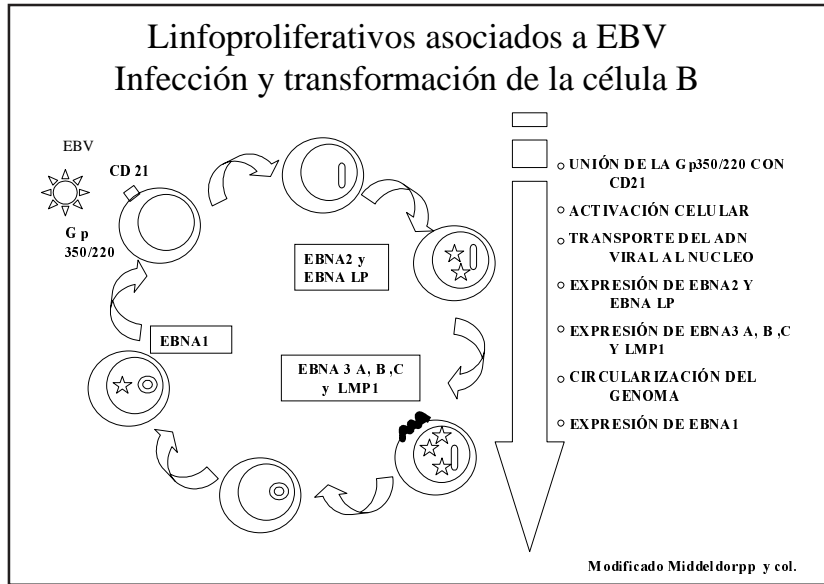 Linfoproliferativos asociados a EBV
Infección y transformación de la célula B
EBV
CD 21
Gp
350/220
EBNA2 y
EBNA LP
EBNA1
EBNA 3 A, B ,C
y LMP1
UNIÓN DE LA Gp350/220 CON
CD21
ACTIVACIÓN CELULAR
TRANSPORTE DEL ADN
VIRAL AL NUCLEO
EXPRESIÓN DE EBNA2 Y
EBNA LP
EXPRESIÓN DE EBNA3 A, B ,C
Y LMP1
CIRCULARIZACIÓN DEL
GENOMA
EXPRESIÓN DE EBNA1
Modificado Middeldorpp y col.